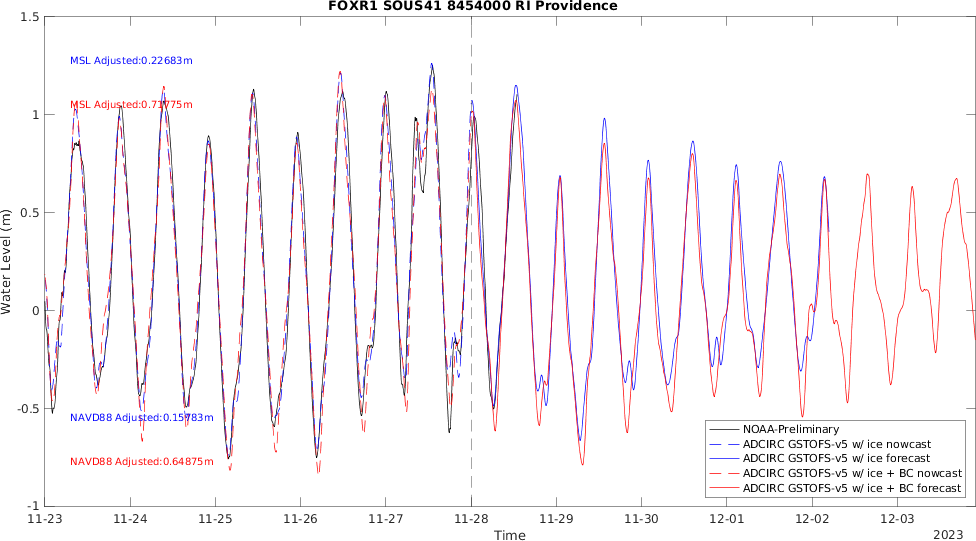 FOXR1 SOUS41 8454000 RI Providence
1.5
1
0.5
0
-0.5
-1
Water Level (m)
MSL Adjusted:0.22683m
MSL Adjusted:0.71775m
NAVD88 Adjusted:0.15783m
NAVD88 Adjusted:0.64875m
NOAA-Preliminary
ADCIRC GSTOFS-v5 w/ ice nowcast
ADCIRC GSTOFS-v5 w/ ice forecast
ADCIRC GSTOFS-v5 w/ ice + BC nowcast
ADCIRC GSTOFS-v5 w/ ice + BC forecast
11-23 11-24 11-25 11-26 11-27 11-28 11-29 11-30 12-01 12-02 12-03
Time
2023